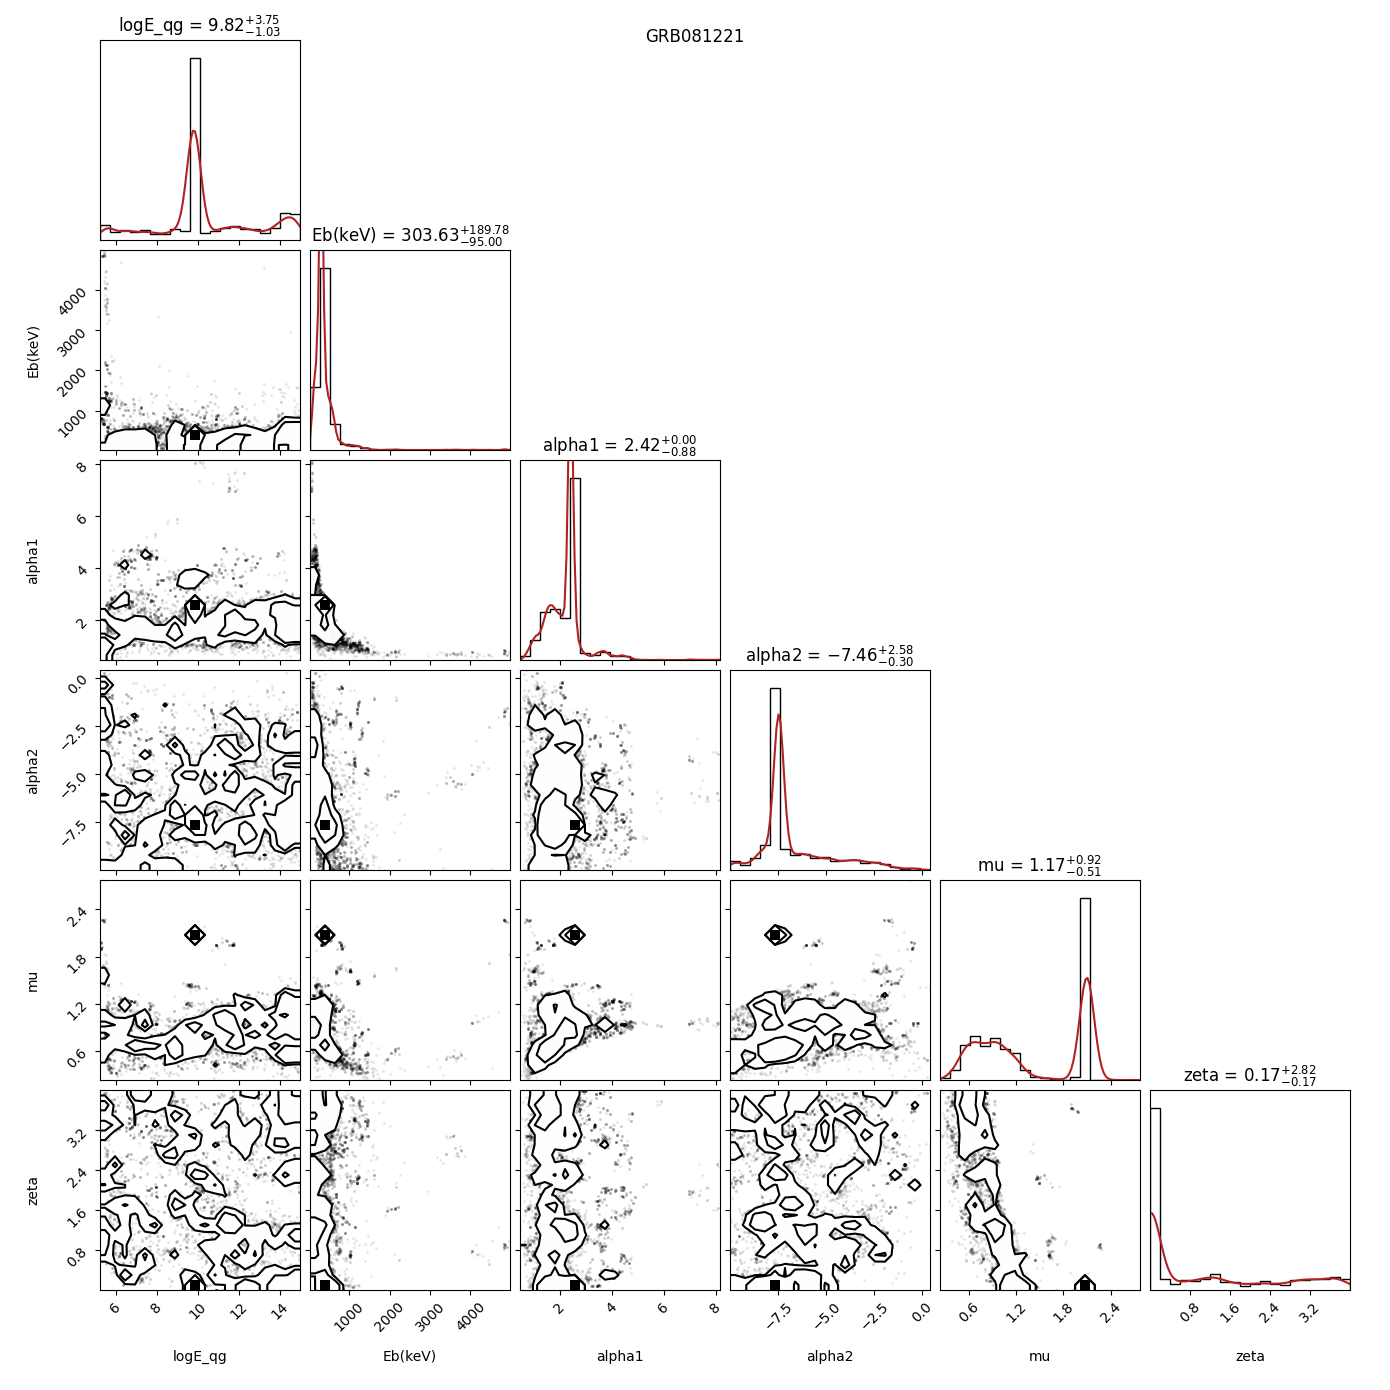 GRB081221
logE_qg = 9.82 +3.75 −1.03
Eb(keV) = 303.63 +189.78 −95.00
4000
3000
2000
1000
Eb(keV)
alpha1 = 2.42 +0.00 −0.88
8
6
4
2
alpha1
alpha2 = −7.46 +2.58 −0.30
0.0
−2.5
−5.0
−7.5
alpha2
mu = 1.17 +0.92 −0.51
2.4
1.8
1.2
0.6
mu
zeta = 0.17 +2.82 −0.17
3.2
2.4
1.6
0.8
zeta
6 8 10 12 14
1000 2000 3000 4000
2 4 6 8
−7.5 −5.0 −2.5 0.0
0.6 1.2 1.8 2.4
0.8 1.6 2.4 3.2
logE_qg
Eb(keV)
alpha1
alpha2
mu
zeta